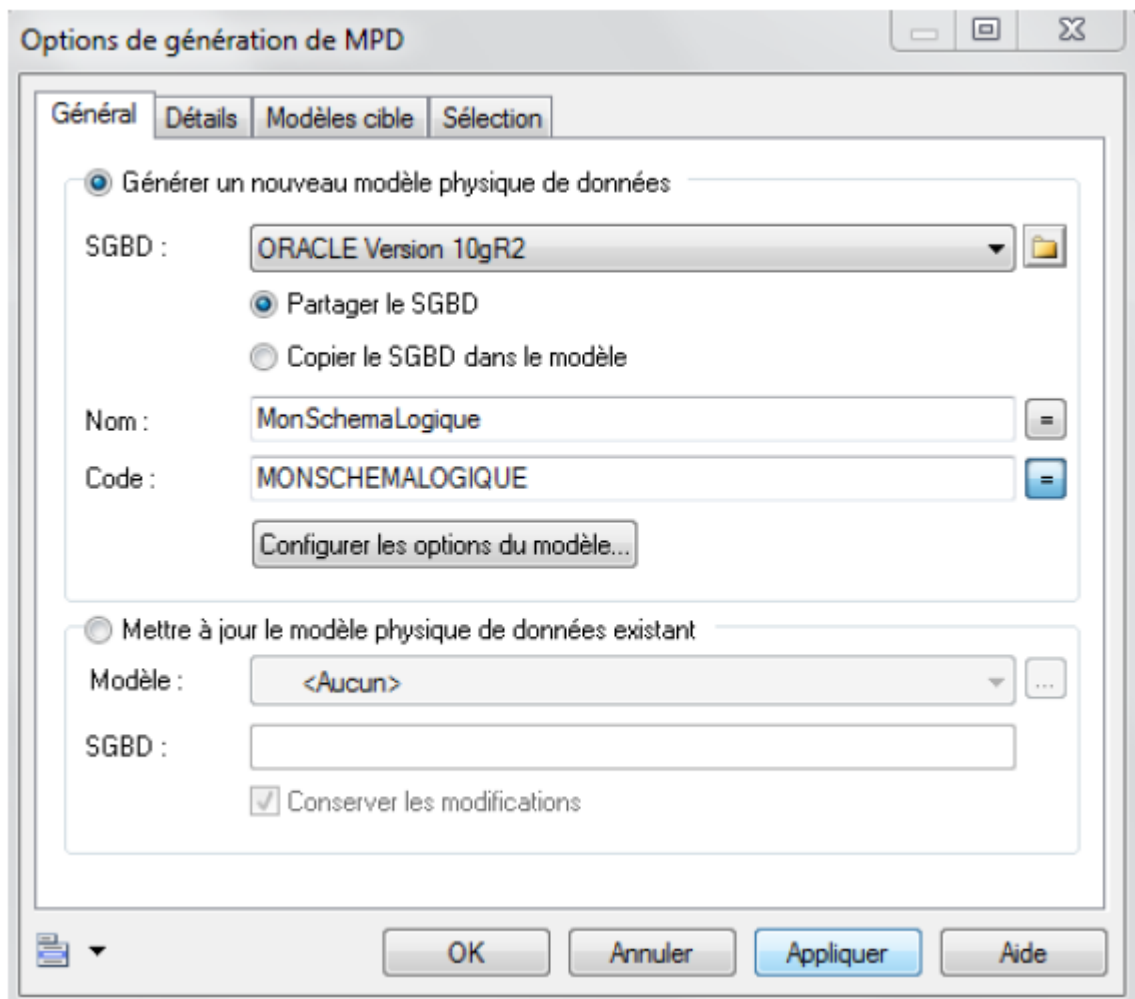 Options de génération de MPD
Général Détails Modèles cible Sélection
Générer un nouveau modèle physique de données
SGBD : ORACLE Version 10gR2
Partager le SGBD
Copier le SGBD dans le modèle
Nom : MonSchemaLogique =
Code : MONSCHEMALOGIQUE =
Configurer les options du modèle...
Mettre à jour le modèle physique de données existant
Modèle : <Aucun> ...
SGBD :
Conserver les modifications
OK Annuler Appliquer Aide